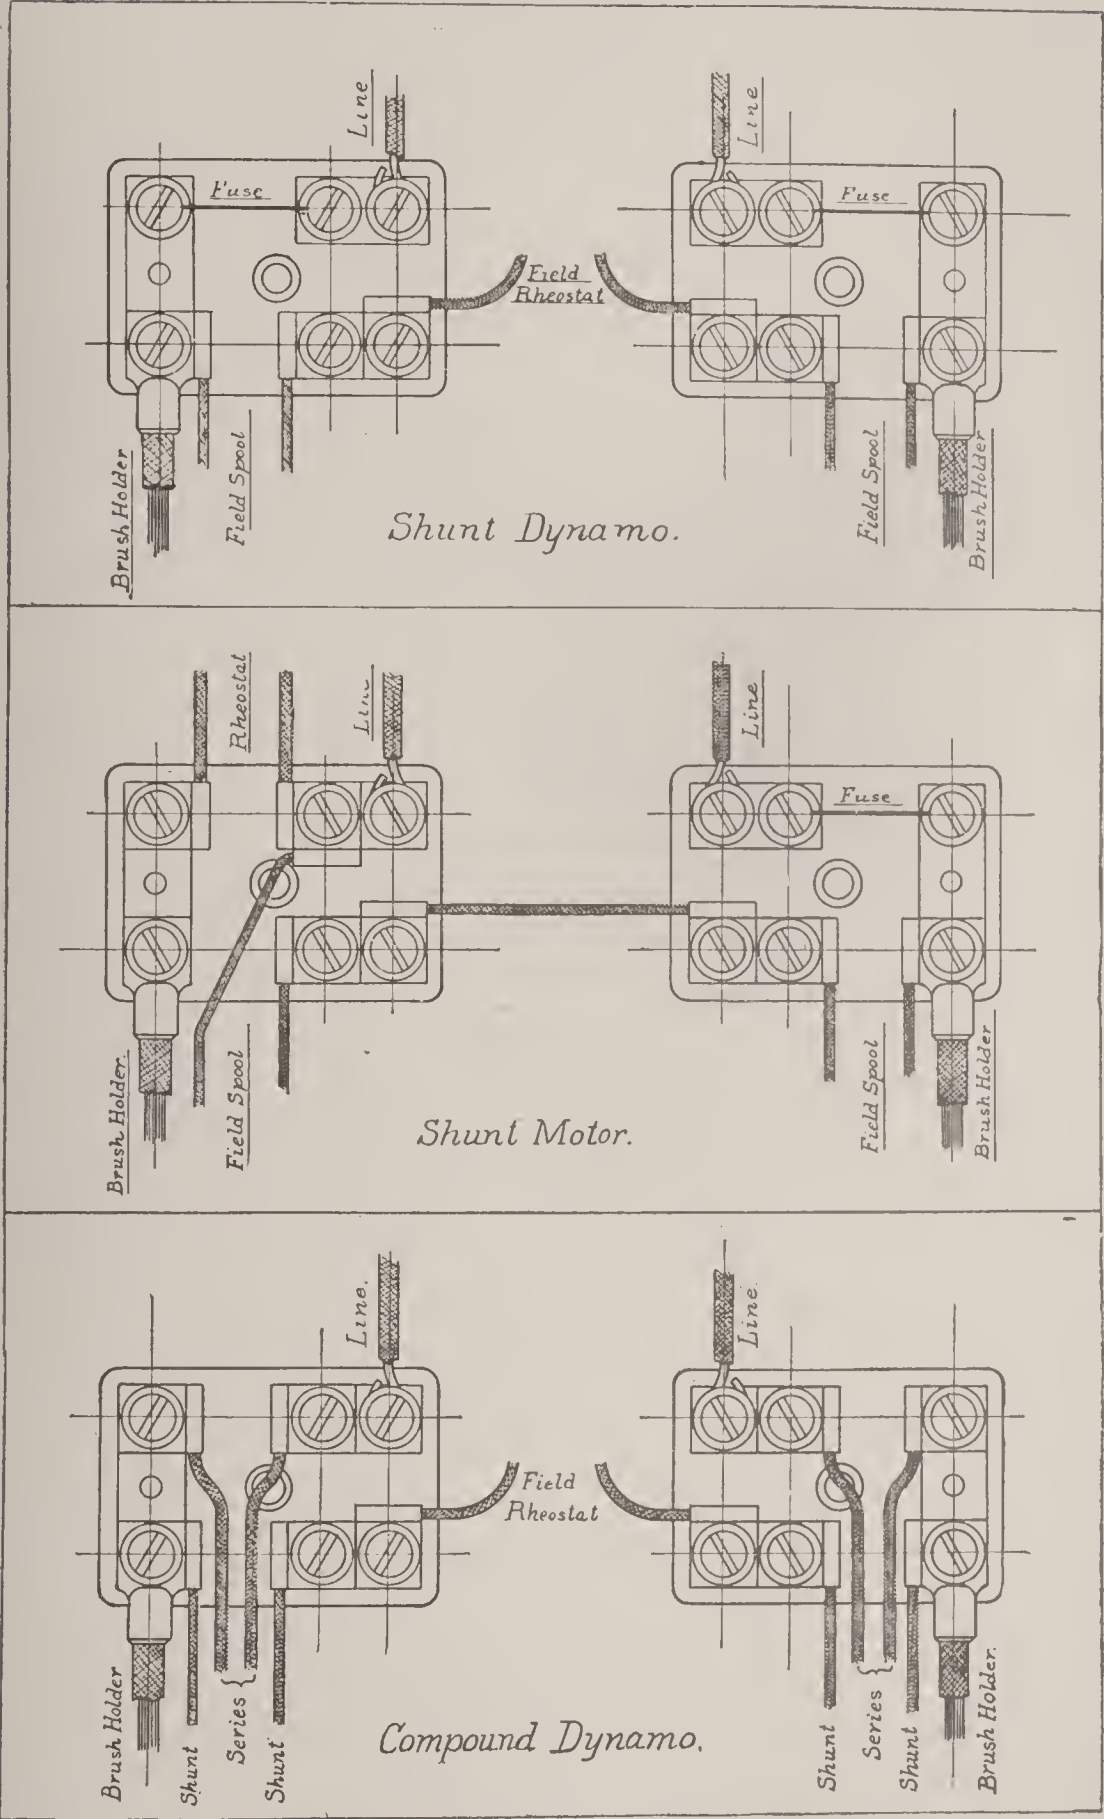 Line
Line
Fuse
Fuse
Field
Rheostat
Brush Holder
Field Spool
Field Spool
Brush Holder
Shunt Dynamo.
Rheostat
Line
Line
Fuse
Brush Holder.
Field Spool
Field Spool
Brush Holder
Shunt Motor.
Line.
Line
Field
Rheostat
Brush Holder
Shunt
Series
Shunt
Shunt
Series
Shunt
Brush Holder.
Compound Dynamo.